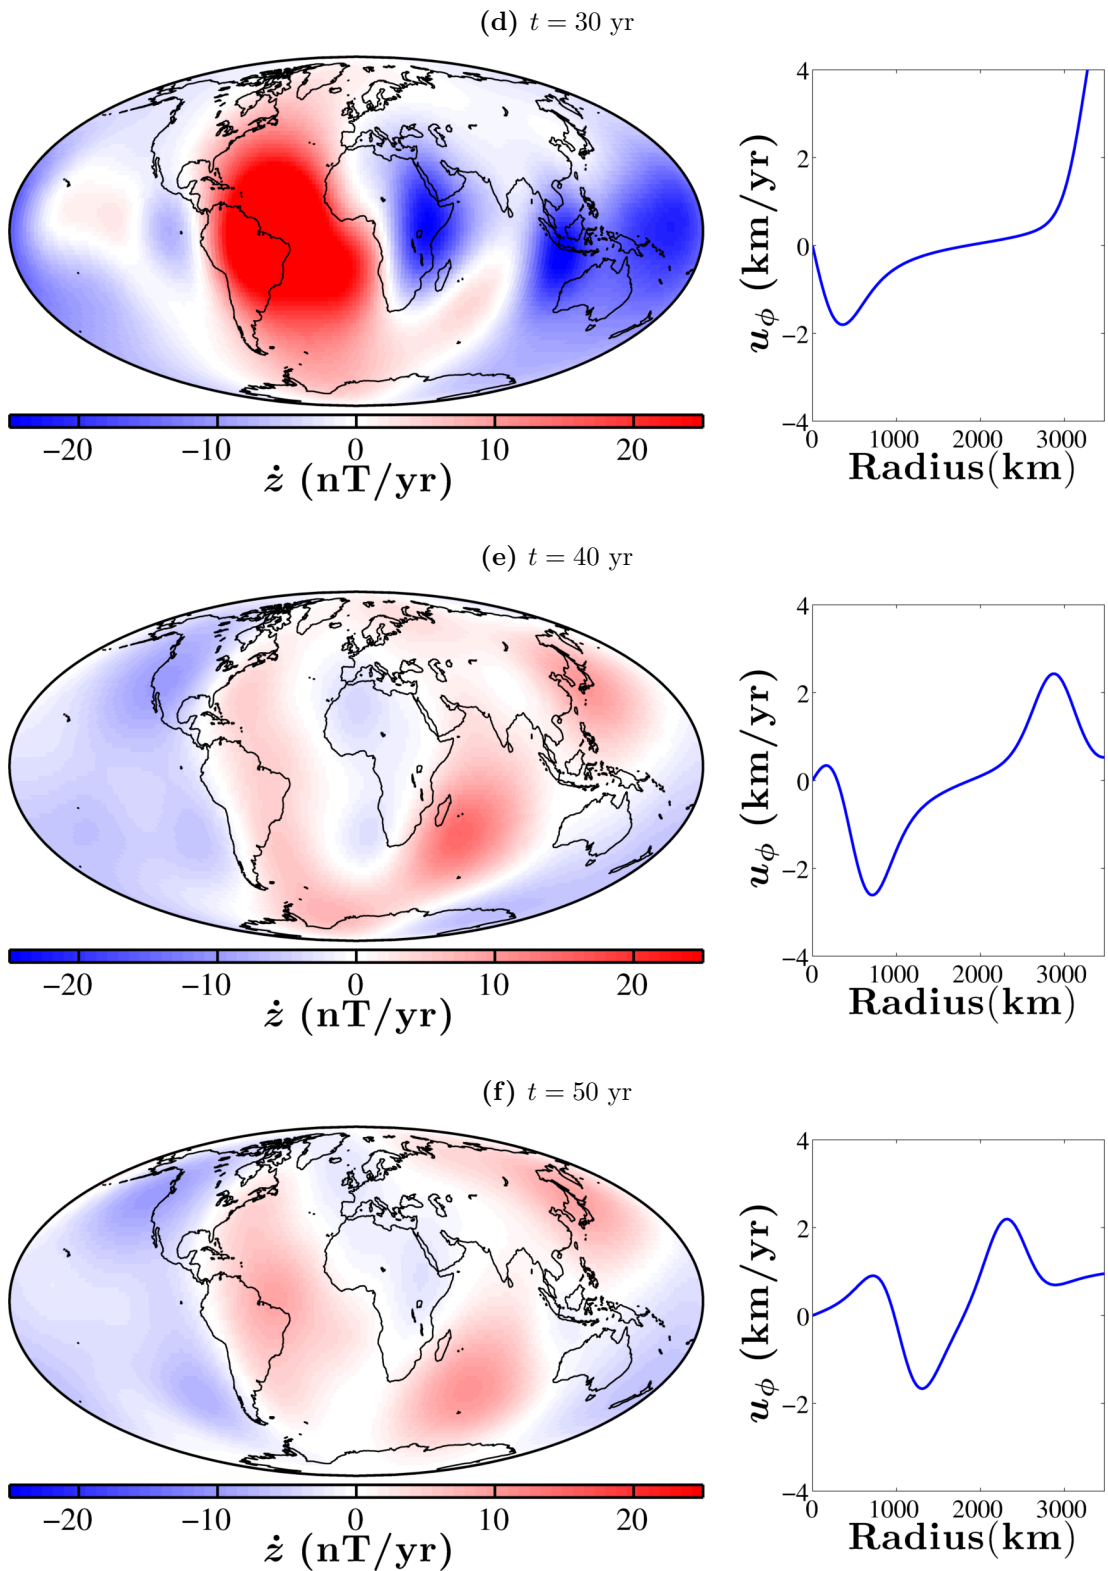 (d) t = 30 yr
4
2
0
−2
−4
u_ϕ (km/yr)
0 1000 2000 3000
Radius(km)
−20 −10 0 10 20
ż (nT/yr)
(e) t = 40 yr
4
2
0
−2
−4
u_ϕ (km/yr)
0 1000 2000 3000
Radius(km)
−20 −10 0 10 20
ż (nT/yr)
(f) t = 50 yr
4
2
0
−2
−4
u_ϕ (km/yr)
0 1000 2000 3000
Radius(km)
−20 −10 0 10 20
ż (nT/yr)